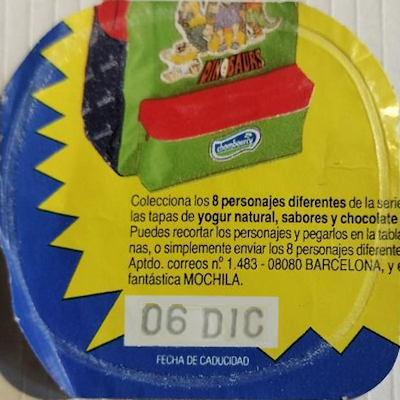 DINOSAURS
chambourcy
Colecciona los 8 personajes diferentes de la serie
las tapas de yogur natural, sabores y chocolate
Puedes recortar los personajes y pegarlos en la tabla
nas, o simplemente enviar los 8 personajes diferente
Aptdo. correos n.º 1.483 - 08080 BARCELONA, y e
fantástica MOCHILA.
06 DIC
FECHA DE CADUCIDAD